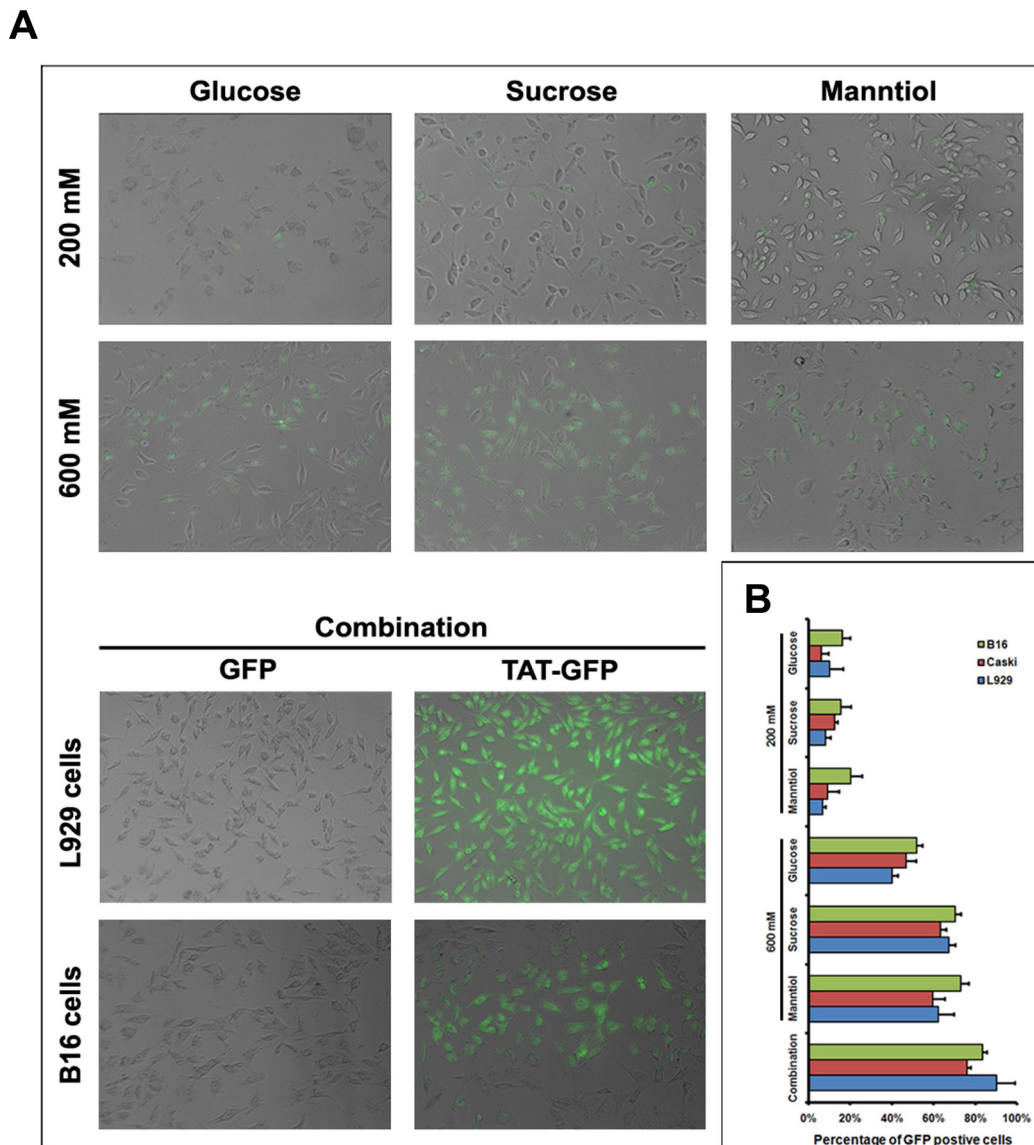 A
Glucose Sucrose Manntiol
200 mM
600 mM
Combination
GFP TAT-GFP
L929 cells
B16 cells
B
B16
Caski
L929
200 mM
Glucose
Sucrose
Manntiol
600 mM
Glucose
Sucrose
Manntiol
Combination
0% 20% 40% 60% 80% 100%
Percentage of GFP postive cells